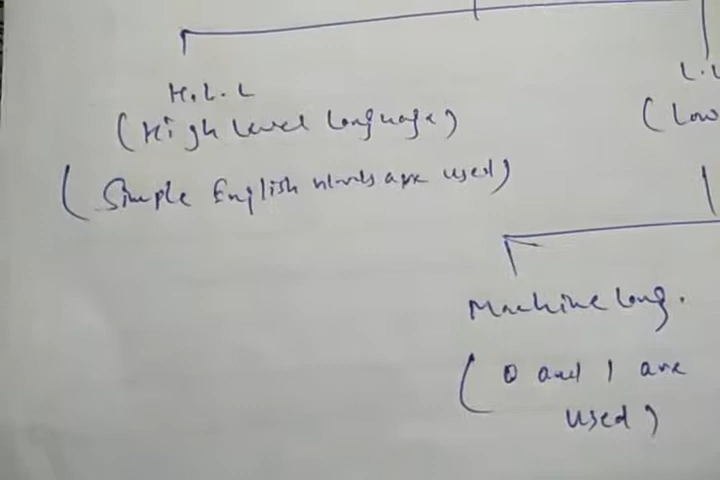 H.L.L
(High level language)
(Simple English words are used)
L.L
(Low
Machine lang.
(0 and 1 are
used)